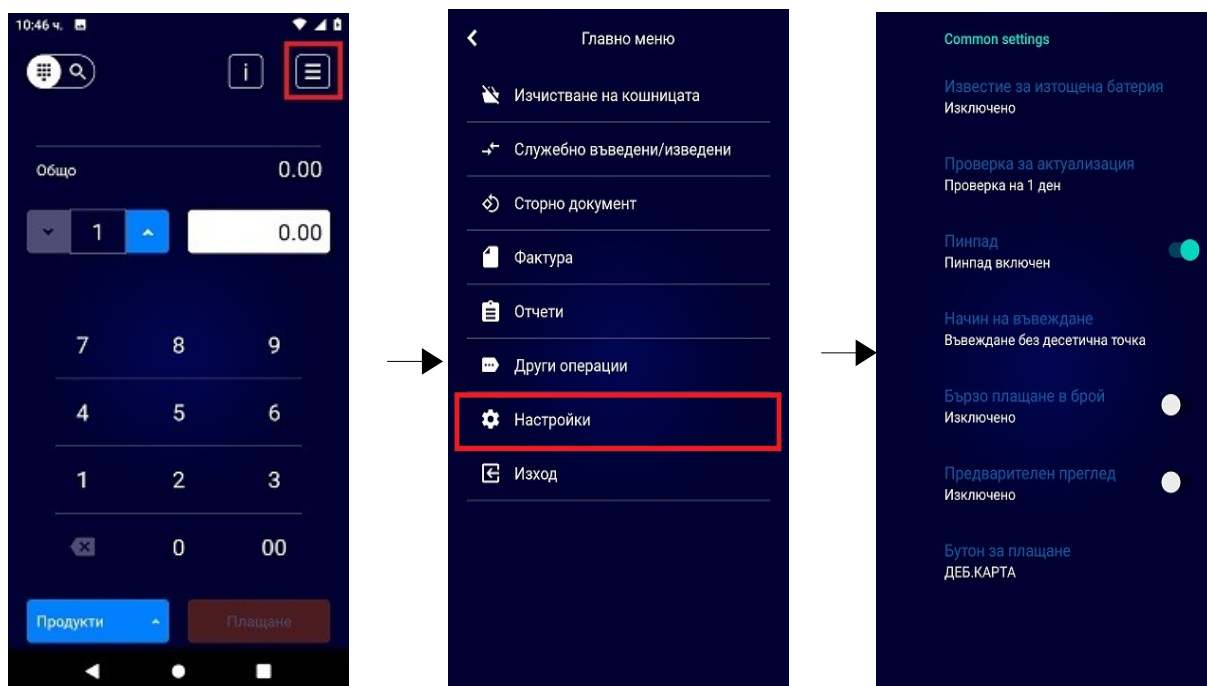 10:46 ч.
i
Общо
0.00
1
0.00
7 8 9
4 5 6
1 2 3
0 00
Продукти
Плащане
Главно меню
Изчистване на кошницата
Служебно въведени/изведени
Сторно документ
Фактура
Отчети
Други операции
Настройки
Изход
Common settings
Известие за изтощена батерия
Изключено
Проверка за актуализация
Проверка на 1 ден
Пинпад
Пинпад включен
Начин на въвеждане
Въвеждане без десетична точка
Бързо плащане в брой
Изключено
Предварителен преглед
Изключено
Бутон за плащане
ДЕБ.КАРТА